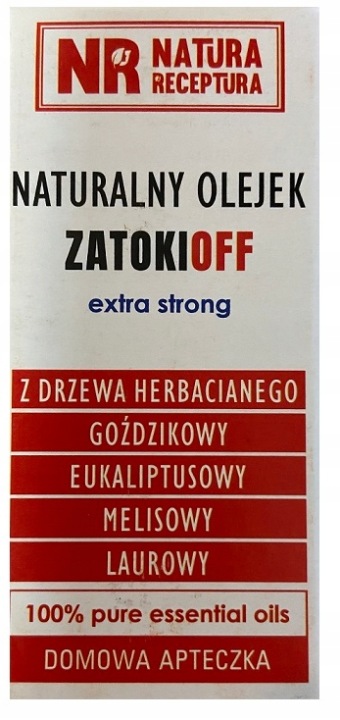 NR NATURA
RECEPTURA
NATURALNY OLEJEK
ZATOKIOFF
extra strong
Z DRZEWA HERBACIANEGO
GOŹDZIKOWY
EUKALIPTUSOWY
MELISOWY
LAUROWY
100% pure essential oils
DOMOWA APTECZKA